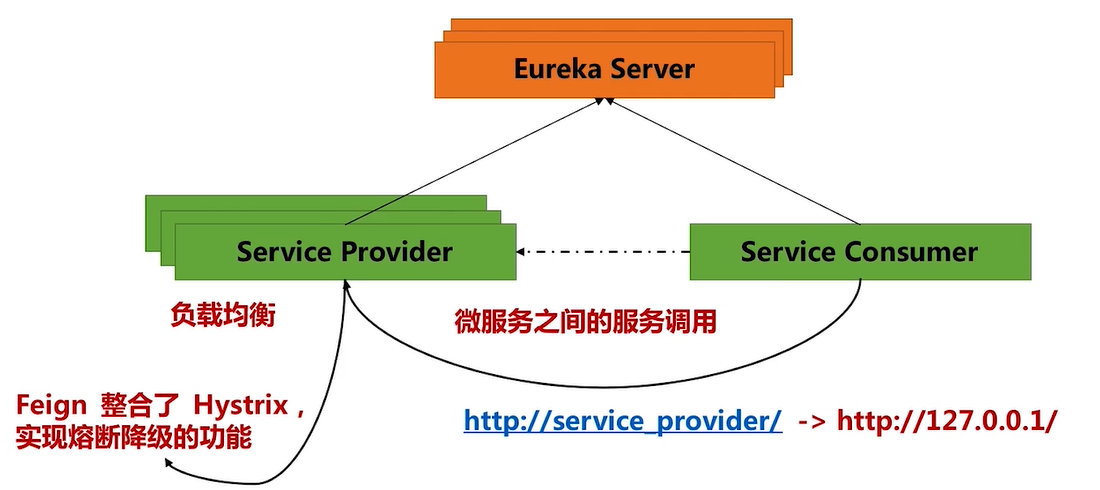 Eureka Server
Service Provider
Service Consumer
负载均衡
微服务之间的服务调用
Feign 整合了 Hystrix，
实现熔断降级的功能
http://service_provider/ -> http://127.0.0.1/